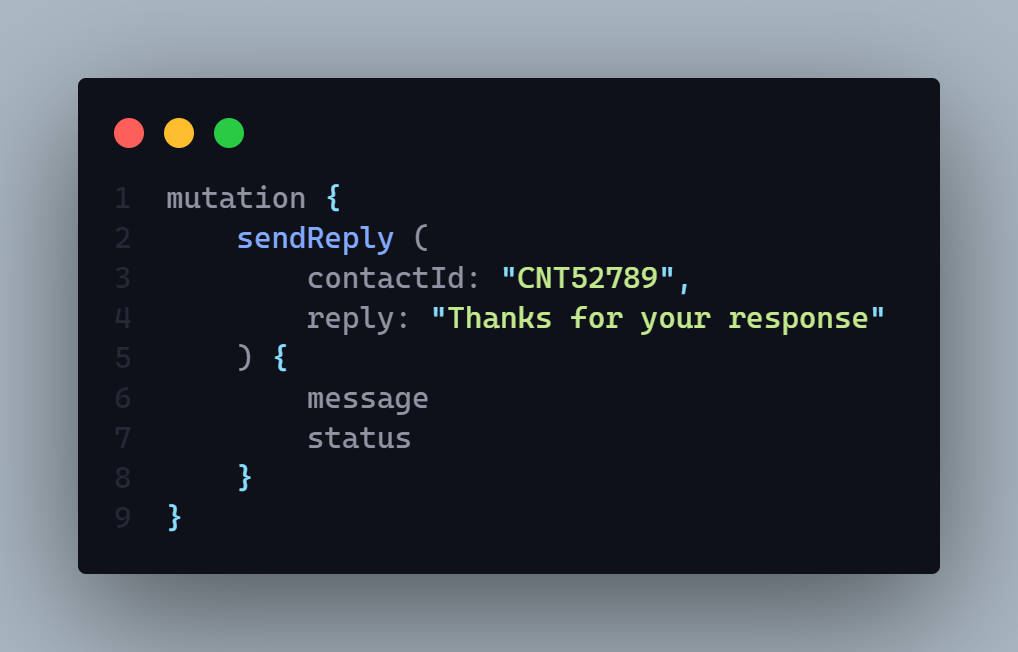 1 mutation {
2     sendReply (
3         contactId: "CNT52789",
4         reply: "Thanks for your response"
5     ) {
6         message
7         status
8     }
9 }